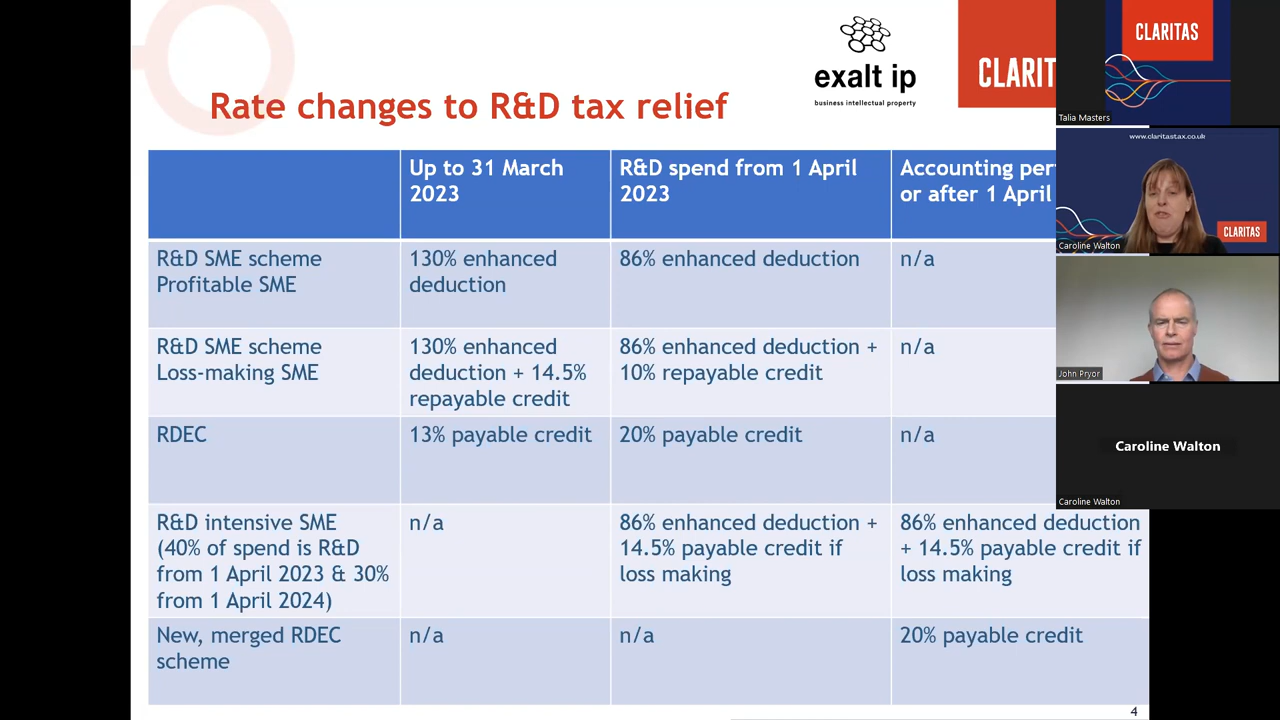 exalt ip
business intellectual property
CLARIT
Rate changes to R&D tax relief
Up to 31 March
2023
R&D spend from 1 April
2023
Accounting per
or after 1 April
R&D SME scheme
Profitable SME
130% enhanced
deduction
86% enhanced deduction
n/a
R&D SME scheme
Loss-making SME
130% enhanced
deduction + 14.5%
repayable credit
86% enhanced deduction +
10% repayable credit
n/a
RDEC
13% payable credit
20% payable credit
n/a
R&D intensive SME
(40% of spend is R&D
from 1 April 2023 & 30%
from 1 April 2024)
n/a
86% enhanced deduction +
14.5% payable credit if
loss making
86% enhanced deduction
+ 14.5% payable credit if
loss making
New, merged RDEC
scheme
n/a
n/a
20% payable credit
4
CLARITAS
Talia Masters
www.claritastax.co.uk
CLARITAS
Caroline Walton
John Pryor
Caroline Walton
Caroline Walton